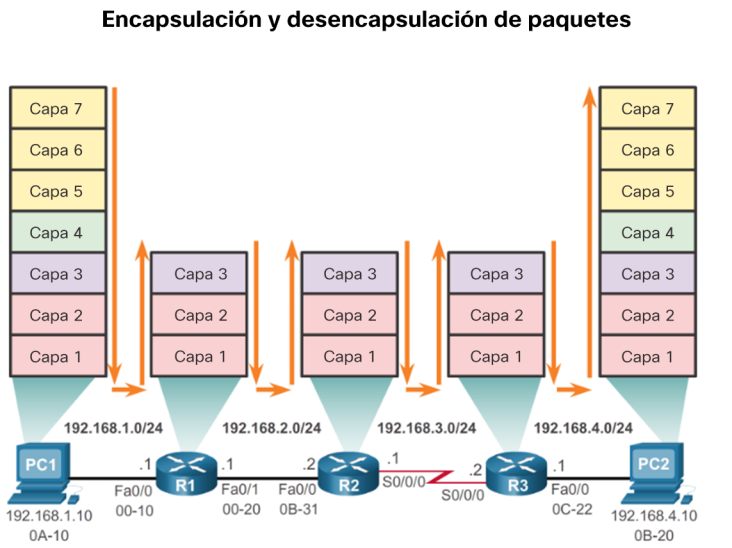 Encapsulación y desencapsulación de paquetes
Capa 7
Capa 6
Capa 5
Capa 4
Capa 3
Capa 2
Capa 1
Capa 3
Capa 2
Capa 1
Capa 3
Capa 2
Capa 1
Capa 3
Capa 2
Capa 1
Capa 7
Capa 6
Capa 5
Capa 4
Capa 3
Capa 2
Capa 1
192.168.1.0/24
192.168.2.0/24
192.168.3.0/24
192.168.4.0/24
PC1
192.168.1.10
0A-10
.1
Fa0/0
00-10
R1
.1
Fa0/1
00-20
.2
Fa0/0
0B-31
R2
.1
S0/0/0
.2
S0/0/0
R3
.1
Fa0/0
0C-22
PC2
192.168.4.10
0B-20